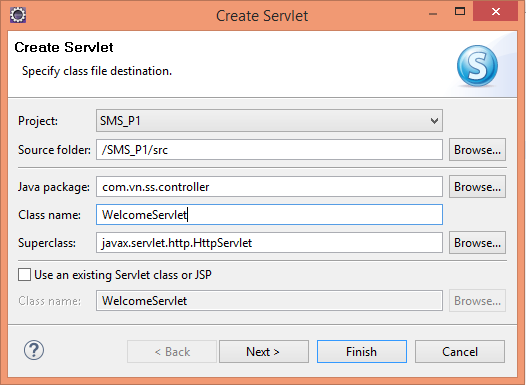 Create Servlet
Create Servlet
Specify class file destination.
S
Project: SMS_P1
Source folder: /SMS_P1/src Browse...
Java package: com.vn.ss.controller Browse...
Class name: WelcomeServlet
Superclass: javax.servlet.http.HttpServlet Browse...
Use an existing Servlet class or JSP
Class name: WelcomeServlet Browse...
? < Back Next > Finish Cancel